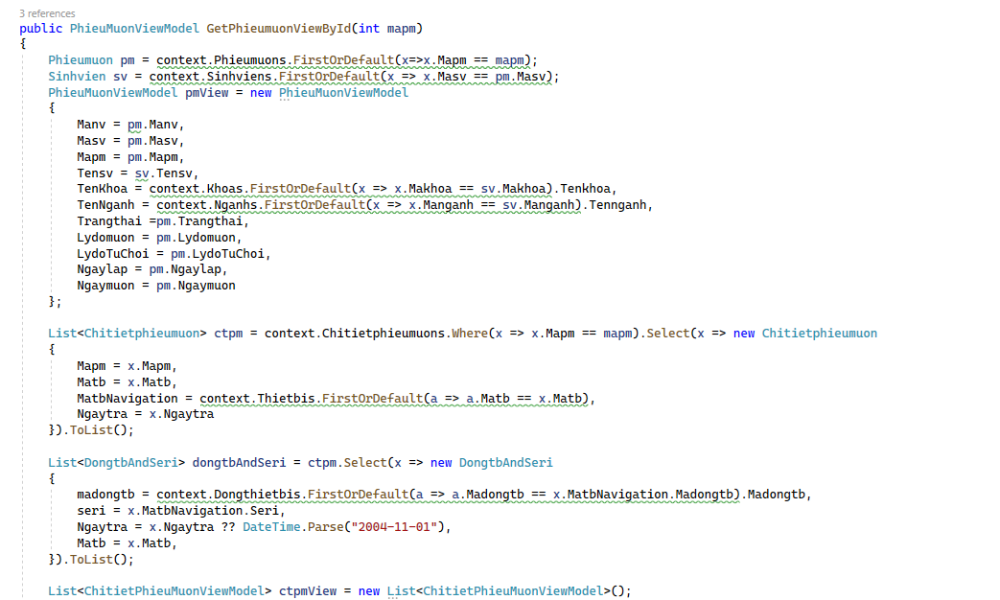 3 references
public PhieuMuonViewModel GetPhieumuonViewById(int mapm)
{
Phieumuon pm = context.Phieumuons.FirstOrDefault(x=>x.Mapm == mapm);
Sinhvien sv = context.Sinhviens.FirstOrDefault(x => x.Masv == pm.Masv);
PhieuMuonViewModel pmView = new PhieuMuonViewModel
{
Manv = pm.Manv,
Masv = pm.Masv,
Mapm = pm.Mapm,
Tensv = sv.Tensv,
TenKhoa = context.Khoas.FirstOrDefault(x => x.Makhoa == sv.Makhoa).Tenkhoa,
TenNganh = context.Nganhs.FirstOrDefault(x => x.Manganh == sv.Manganh).Tennganh,
Trangthai =pm.Trangthai,
Lydomuon = pm.Lydomuon,
LydoTuChoi = pm.LydoTuChoi,
Ngaylap = pm.Ngaylap,
Ngaymuon = pm.Ngaymuon
};
List<Chitietphieumuon> ctpm = context.Chitietphieumuons.Where(x => x.Mapm == mapm).Select(x => new Chitietphieumuon
{
Mapm = x.Mapm,
Matb = x.Matb,
MatbNavigation = context.Thietbis.FirstOrDefault(a => a.Matb == x.Matb),
Ngaytra = x.Ngaytra
}).ToList();
List<DongtbAndSeri> dongtbAndSeri = ctpm.Select(x => new DongtbAndSeri
{
madongtb = context.Dongthietbis.FirstOrDefault(a => a.Madongtb == x.MatbNavigation.Madongtb).Madongtb,
seri = x.MatbNavigation.Seri,
Ngaytra = x.Ngaytra ?? DateTime.Parse("2004-11-01"),
Matb = x.Matb,
}).ToList();
List<ChitietPhieuMuonViewModel> ctpmView = new List<ChitietPhieuMuonViewModel>();